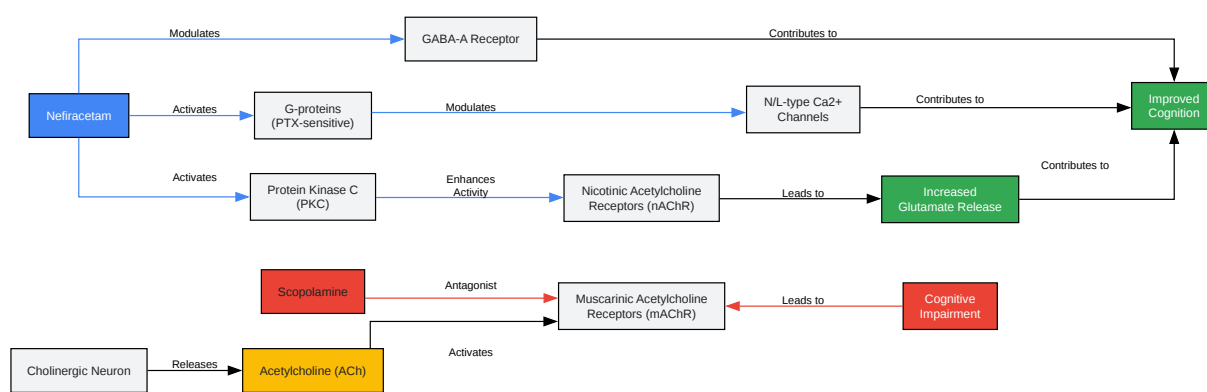 Modulates
GABA-A Receptor
Contributes to
Nefiracetam
Activates
G-proteins
(PTX-sensitive)
Modulates
N/L-type Ca2+
Channels
Contributes to
Improved
Cognition
Activates
Protein Kinase C
(PKC)
Enhances
Activity
Nicotinic Acetylcholine
Receptors (nAChR)
Leads to
Increased
Glutamate Release
Contributes to
Scopolamine
Antagonist
Muscarinic Acetylcholine
Receptors (mAChR)
Leads to
Cognitive
Impairment
Cholinergic Neuron
Releases
Acetylcholine (ACh)
Activates